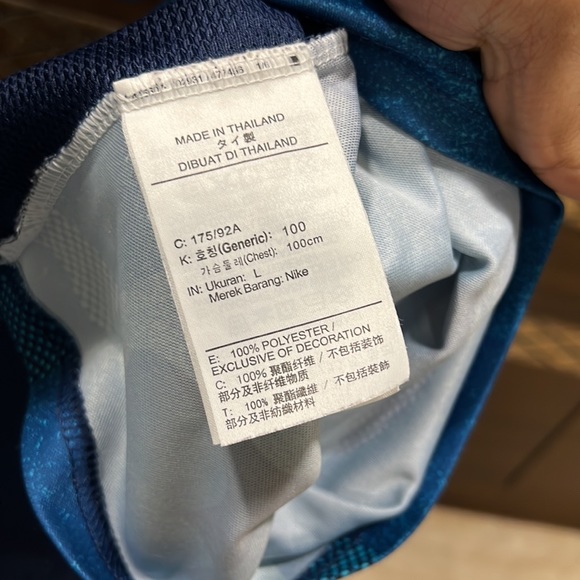 MADE IN THAILAND
タイ製
DIBUAT DI THAILAND
C: 175/92A
K: 호칭(Generic): 100
가슴둘레(Chest): 100cm
IN: Ukuran: L
Merek Barang: Nike
E: 100% POLYESTER /
EXCLUSIVE OF DECORATION
C: 100% 聚酯纤维 / 不包括装饰
部分及非纤维物质
T: 100% 聚酯纖維 / 不包括裝飾
部分及非紡織材料